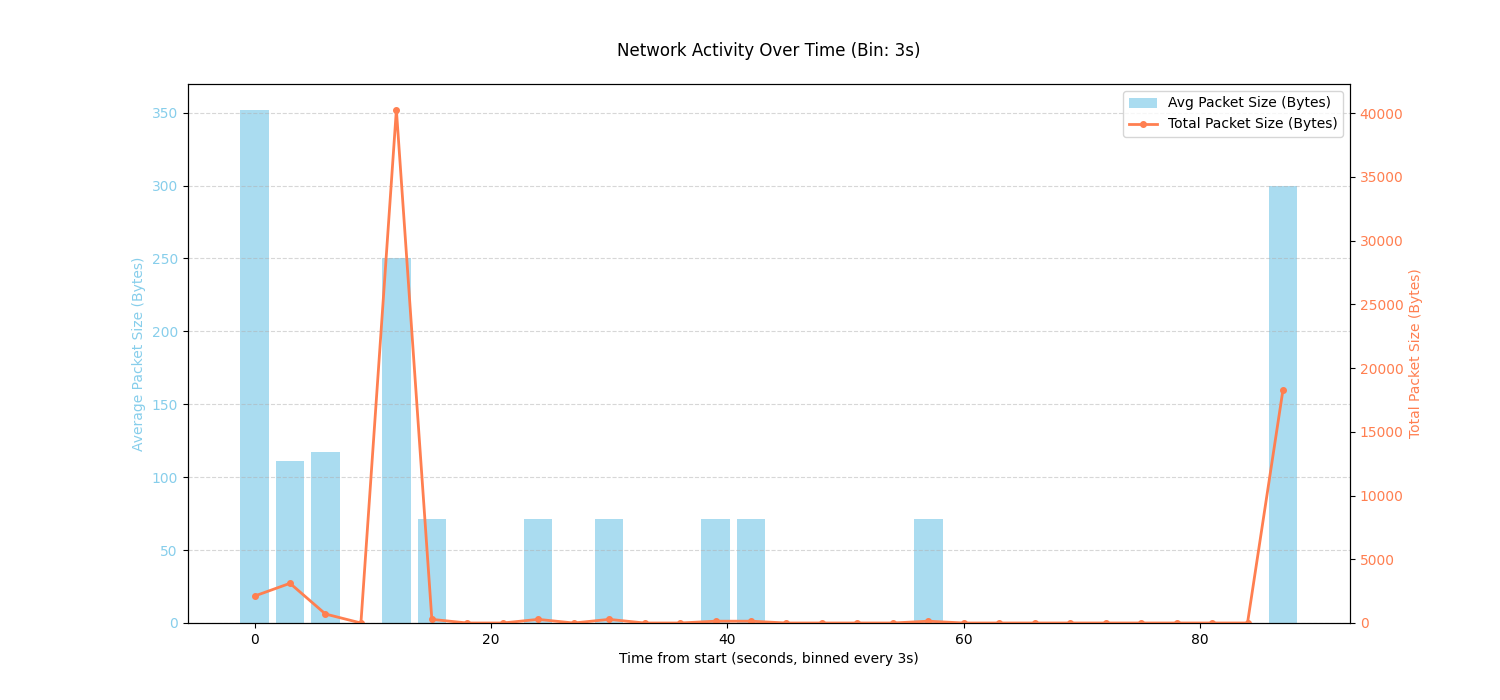 Network Activity Over Time (Bin: 3s)
Avg Packet Size (Bytes)
Total Packet Size (Bytes)
Average Packet Size (Bytes)
350
300
250
200
150
100
50
0
40000
35000
30000
25000
20000
15000
10000
5000
0
Total Packet Size (Bytes)
0 20 40 60 80
Time from start (seconds, binned every 3s)